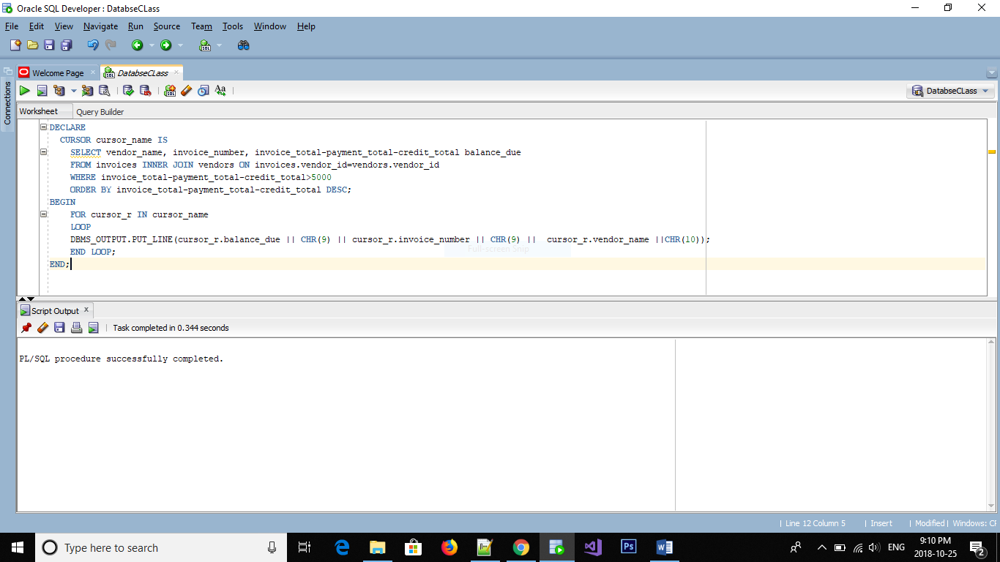 Oracle SQL Developer : DatabseCLass
File Edit View Navigate Run Source Team Tools Window Help
Connections
Welcome Page
DatabseCLass
DatabseCLass
Worksheet
Query Builder
DECLARE
CURSOR cursor_name IS
SELECT vendor_name, invoice_number, invoice_total-payment_total-credit_total balance_due
FROM invoices INNER JOIN vendors ON invoices.vendor_id=vendors.vendor_id
WHERE invoice_total-payment_total-credit_total>5000
ORDER BY invoice_total-payment_total-credit_total DESC;
BEGIN
FOR cursor_r IN cursor_name
LOOP
DBMS_OUTPUT.PUT_LINE(cursor_r.balance_due || CHR(9) || cursor_r.invoice_number || CHR(9) ||  cursor_r.vendor_name ||CHR(10));
END LOOP;
Full-screen Snip
END;
Script Output
Task completed in 0.344 seconds
PL/SQL procedure successfully completed.
| Line 12 Column 5 | Insert | Modified | Windows: CF
Type here to search
ENG
9:10 PM
2018-10-25
2